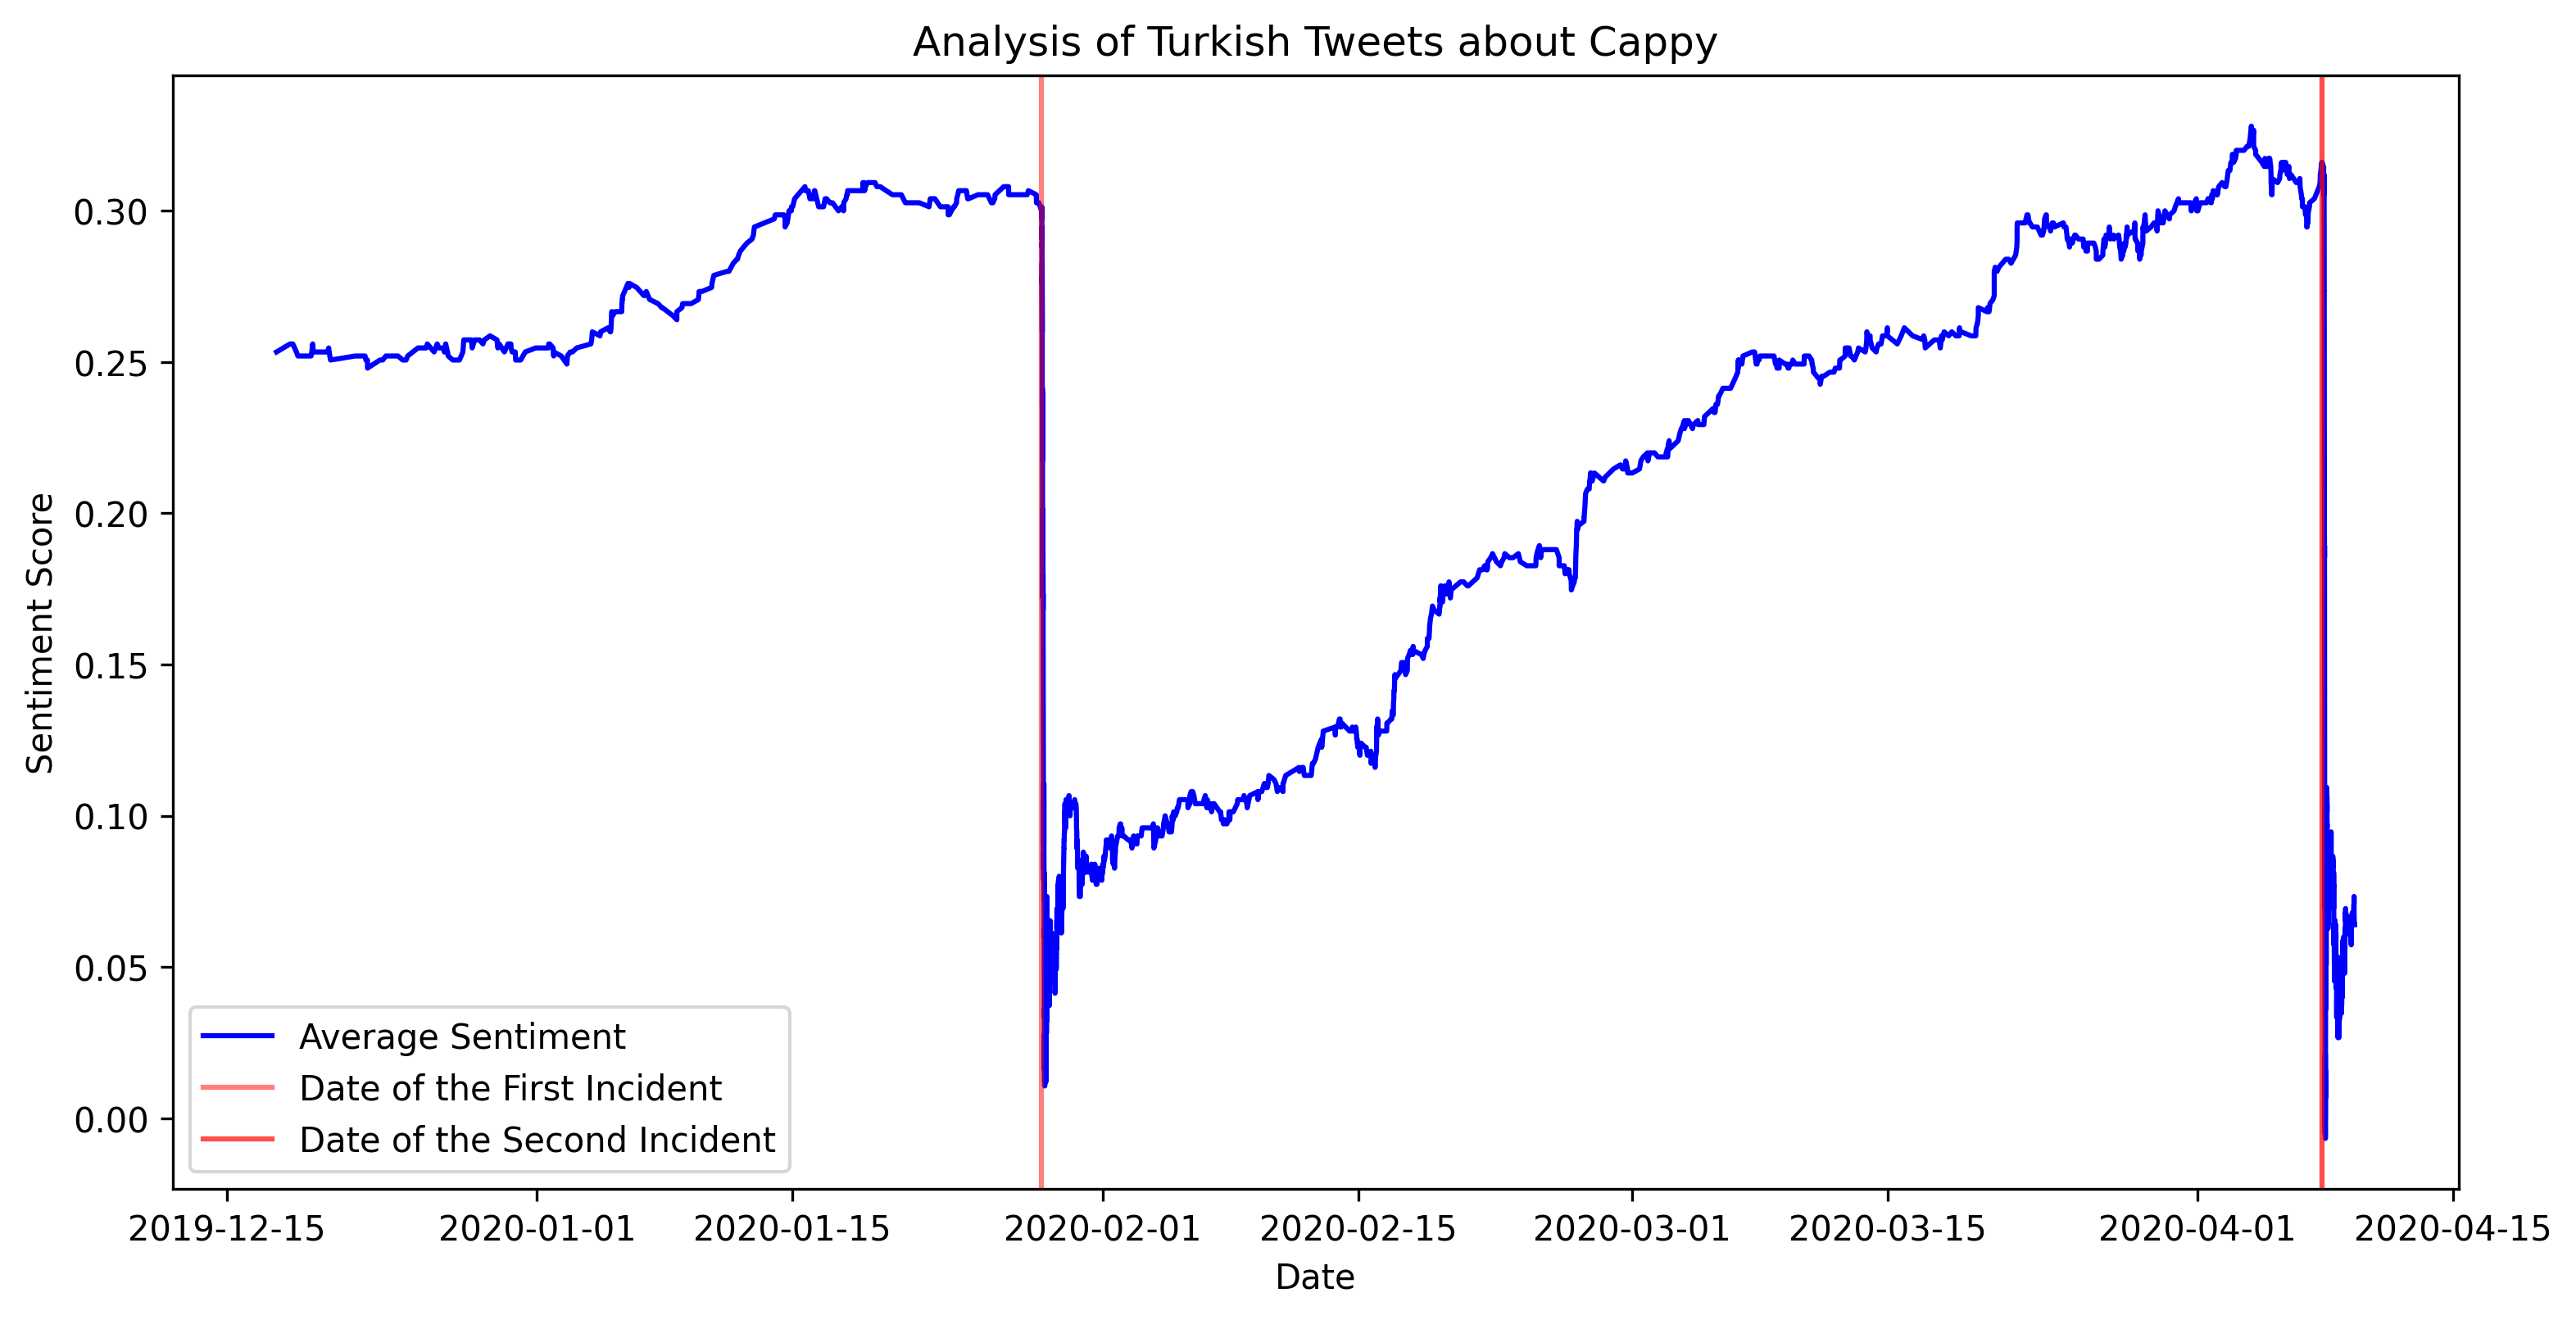 Analysis of Turkish Tweets about Cappy
Sentiment Score
0.30
0.25
0.20
0.15
0.10
0.05
0.00
Average Sentiment
Date of the First Incident
Date of the Second Incident
2019-12-15 2020-01-01 2020-01-15 2020-02-01 2020-02-15 2020-03-01 2020-03-15 2020-04-01 2020-04-15
Date